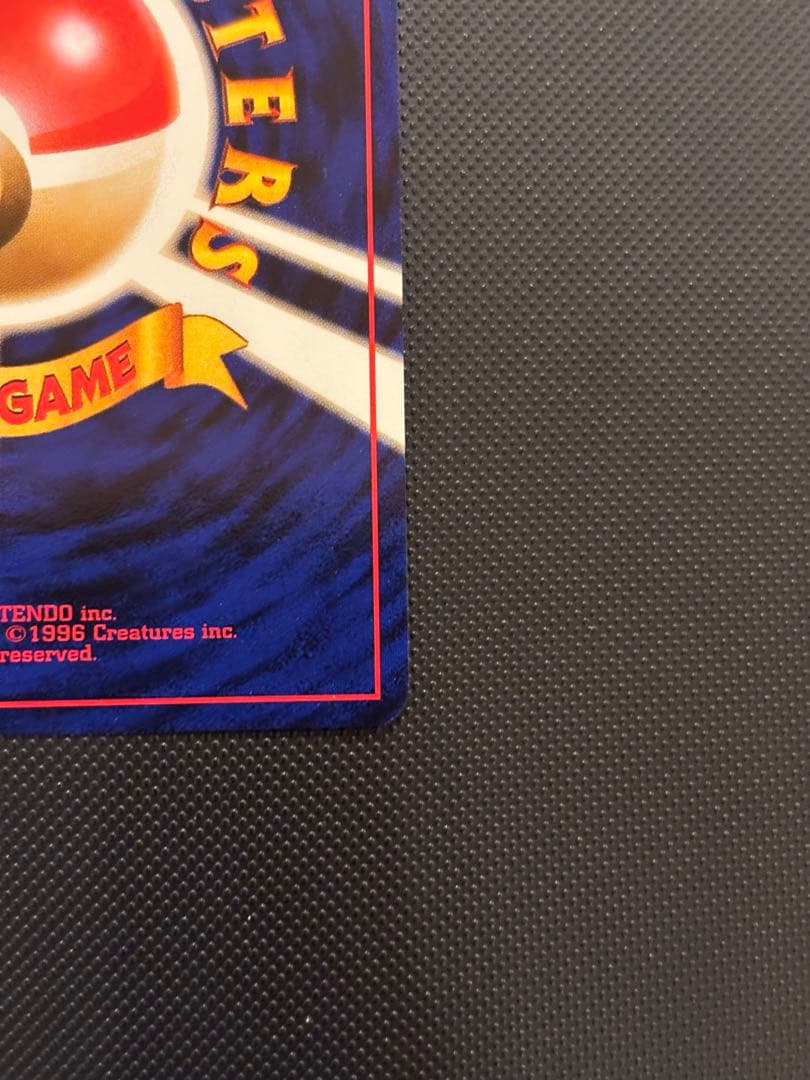 TERS
GAME
TENDO inc.
©1996 Creatures inc.
reserved.